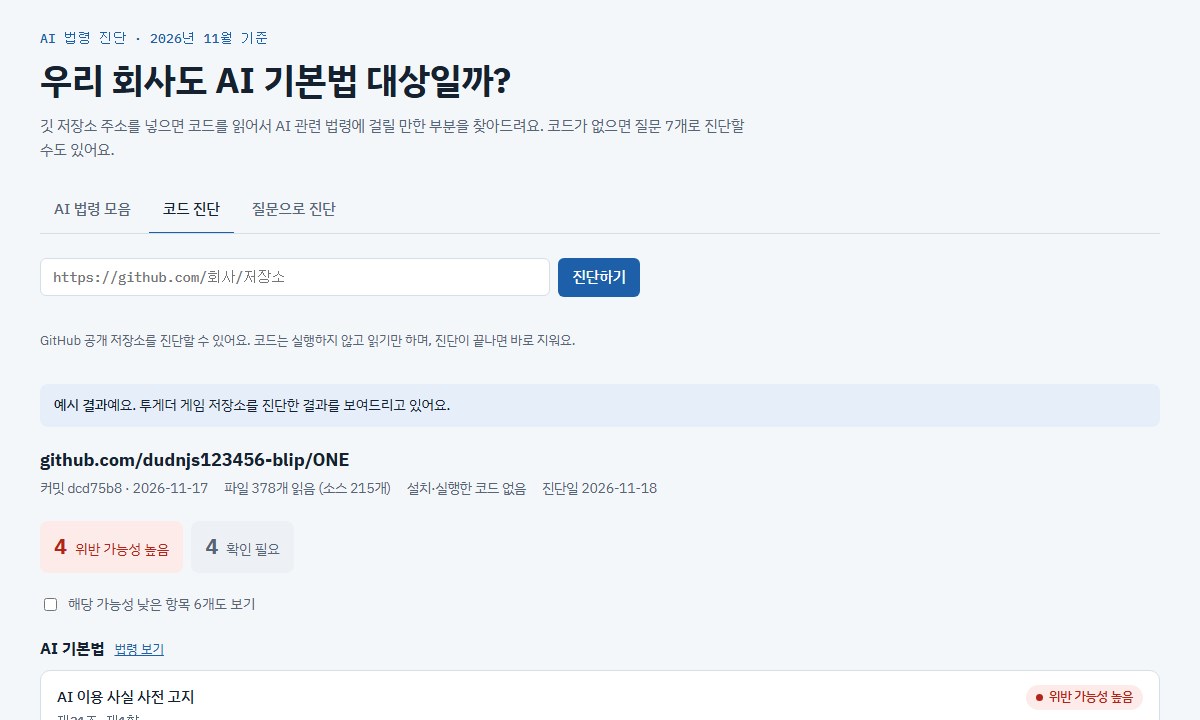 AI 법령 진단 · 2026년 11월 기준
우리 회사도 AI 기본법 대상일까?
깃 저장소 주소를 넣으면 코드를 읽어서 AI 관련 법령에 걸릴 만한 부분을 찾아드려요. 코드가 없으면 질문 7개로 진단할
수도 있어요.
AI 법령 모음 코드 진단 질문으로 진단
https://github.com/회사/저장소 진단하기
GitHub 공개 저장소를 진단할 수 있어요. 코드는 실행하지 않고 읽기만 하며, 진단이 끝나면 바로 지워요.
예시 결과예요. 투게더 게임 저장소를 진단한 결과를 보여드리고 있어요.
github.com/dudnjs123456-blip/ONE
커밋 dcd75b8 · 2026-11-17 파일 378개 읽음 (소스 215개) 설치·실행한 코드 없음 진단일 2026-11-18
4 위반 가능성 높음 4 확인 필요
해당 가능성 낮은 항목 6개도 보기
AI 기본법 법령 보기
AI 이용 사실 사전 고지 위반 가능성 높음
제31조 제1항